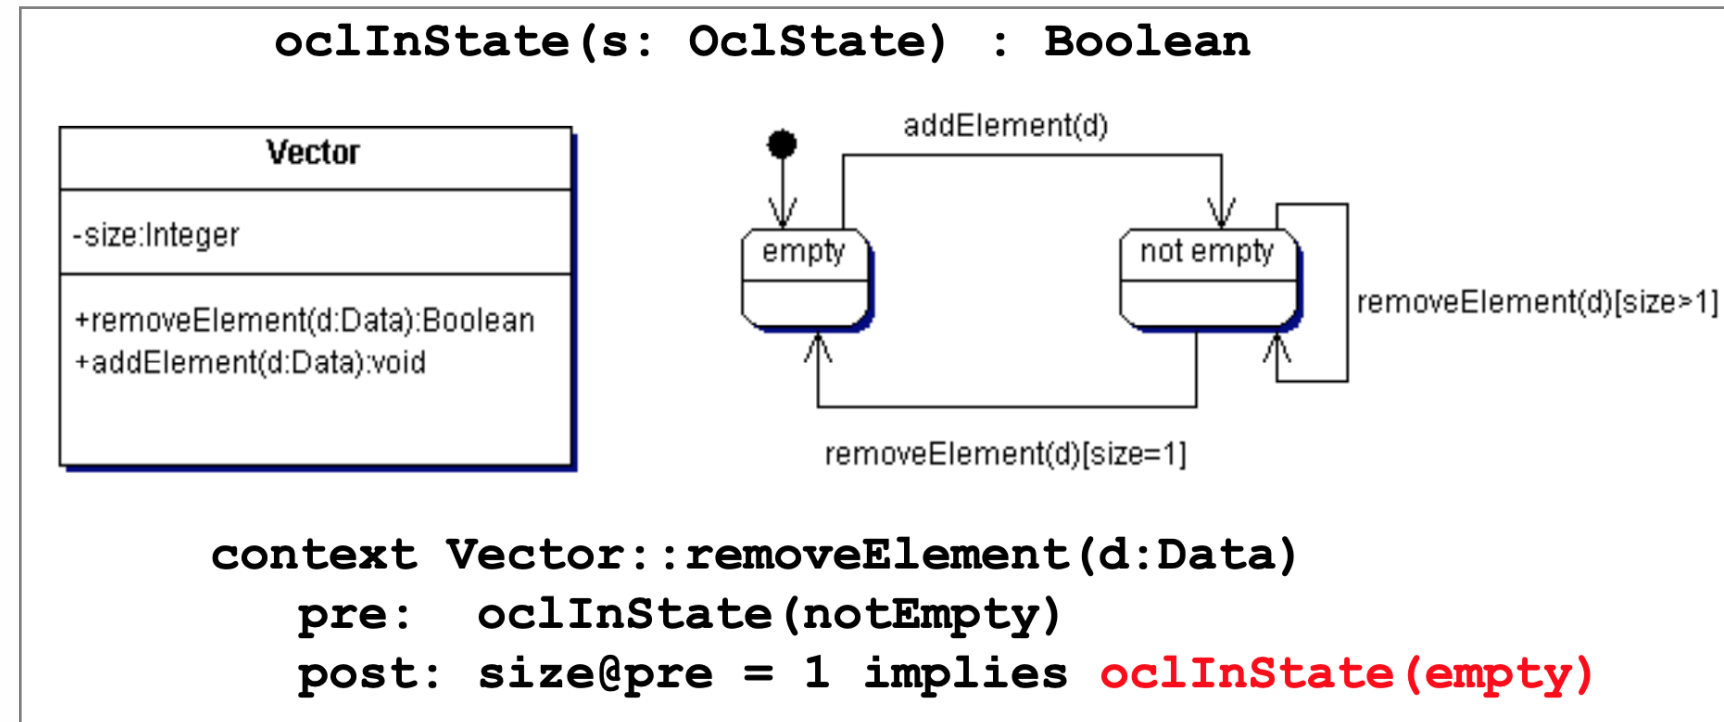 oclInState(s: OclState) : Boolean
Vector
-size:Integer
+removeElement(d:Data):Boolean
+addElement(d:Data):void
addElement(d)
empty
not empty
removeElement(d)[size>1]
removeElement(d)[size=1]
context Vector::removeElement(d:Data)
pre: oclInState(notEmpty)
post: size@pre = 1 implies oclInState(empty)